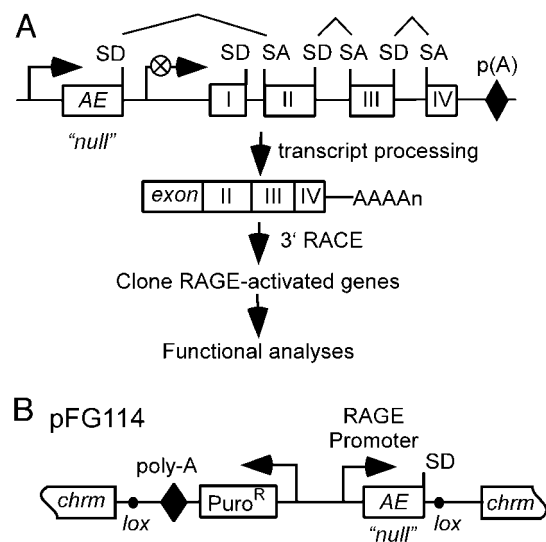 A
SD SD SA SD SA SD SA
p(A)
AE I II III IV
“null”
transcript processing
exon II III IV AAAAn
3‘ RACE
Clone RAGE-activated genes
Functional analyses
B pFG114
RAGE
Promoter
poly-A SD
chrm lox PuroR AE lox chrm
“null”